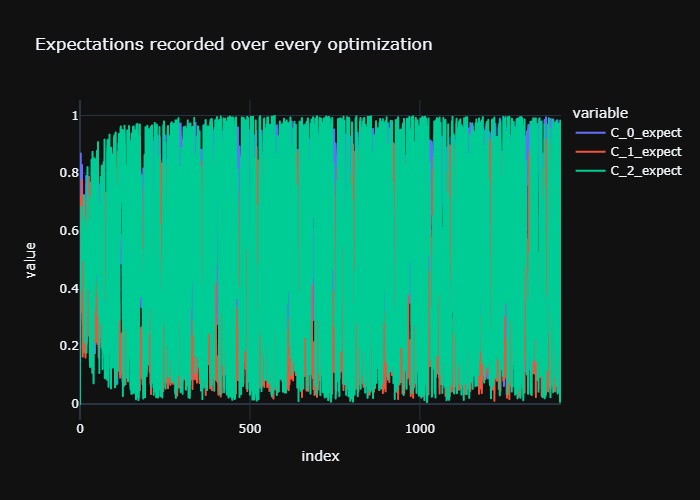 Expectations recorded over every optimization
variable
C_0_expect
C_1_expect
C_2_expect
1
0.8
0.6
0.4
0.2
0
value
0
500
1000
index